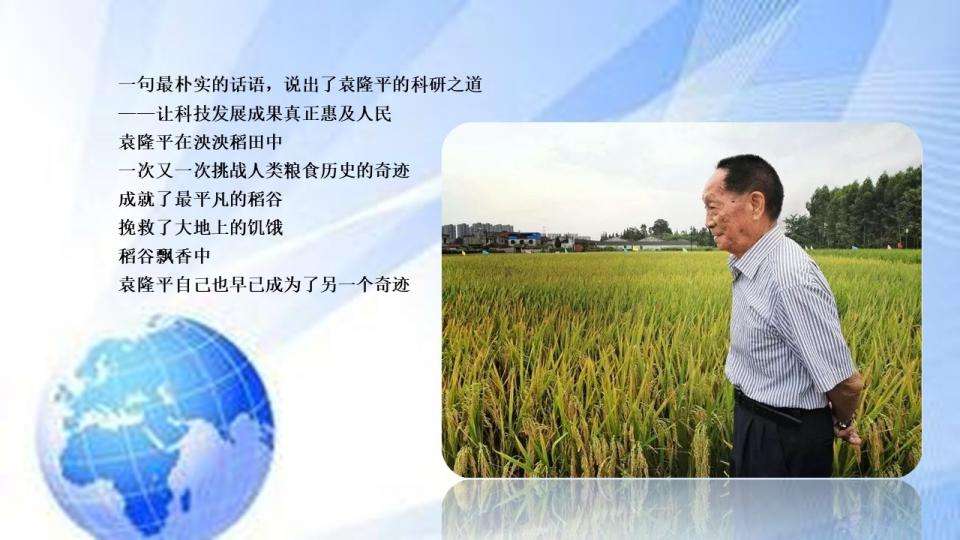 一句最朴实的话语，说出了袁隆平的科研之道
——让科技发展成果真正惠及人民
袁隆平在泱泱稻田中
一次又一次挑战人类粮食历史的奇迹
成就了最平凡的稻谷
挽救了大地上的饥饿
稻谷飘香中
袁隆平自己也早已成为了另一个奇迹